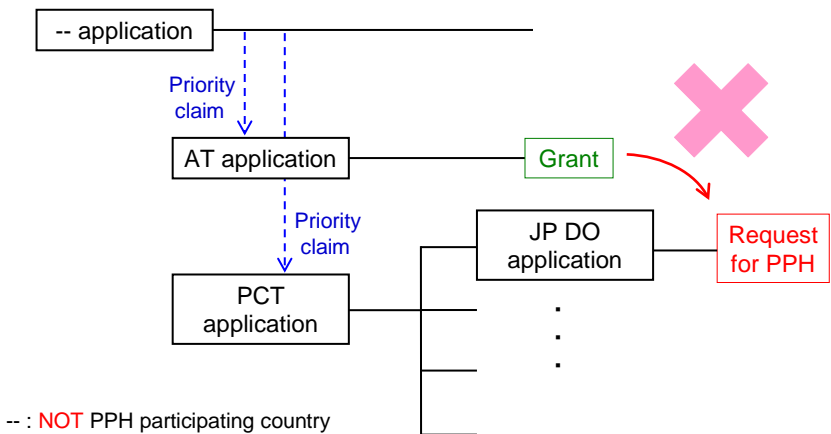 -- application
Priority
claim
AT application
Grant
Priority
claim
JP DO
application
Request
for PPH
PCT
application
-- : NOT PPH participating country